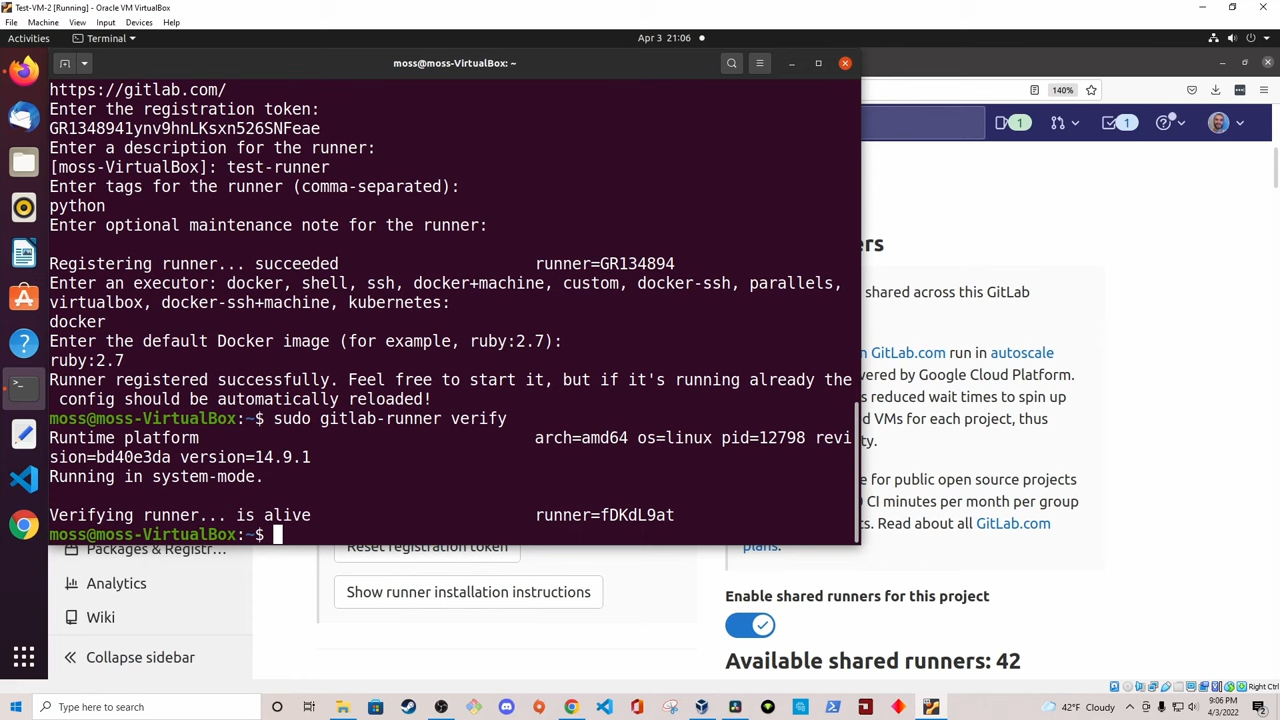 Test-VM-2 [Running] - Oracle VM VirtualBox
File Machine View Input Devices Help
Activities Terminal Apr 3 21:06
moss@moss-VirtualBox: ~
https://gitlab.com/
Enter the registration token:
GR1348941ynv9hnLKsxn526SNFeae
Enter a description for the runner:
[moss-VirtualBox]: test-runner
Enter tags for the runner (comma-separated):
python
Enter optional maintenance note for the runner:
Registering runner... succeeded runner=GR134894
Enter an executor: docker, shell, ssh, docker+machine, custom, docker-ssh, parallels,
virtualbox, docker-ssh+machine, kubernetes:
docker
Enter the default Docker image (for example, ruby:2.7):
ruby:2.7
Runner registered successfully. Feel free to start it, but if it's running already the
config should be automatically reloaded!
moss@moss-VirtualBox:~$ sudo gitlab-runner verify
Runtime platform arch=amd64 os=linux pid=12798 revi
sion=bd40e3da version=14.9.1
Running in system-mode.
Verifying runner... is alive runner=fDKdL9at
moss@moss-VirtualBox:~$
140%
1
1
ers
shared across this GitLab
n GitLab.com run in autoscale
vered by Google Cloud Platform.
s reduced wait times to spin up
d VMs for each project, thus
ty.
e for public open source projects
0 CI minutes per month per group
ts. Read about all GitLab.com
plans.
Packages & Registr...
Analytics
Wiki
Collapse sidebar
Reset registration token
Show runner installation instructions
Enable shared runners for this project
Available shared runners: 42
Right Ctrl
Type here to search
42°F Cloudy
9:06 PM
4/3/2022
2